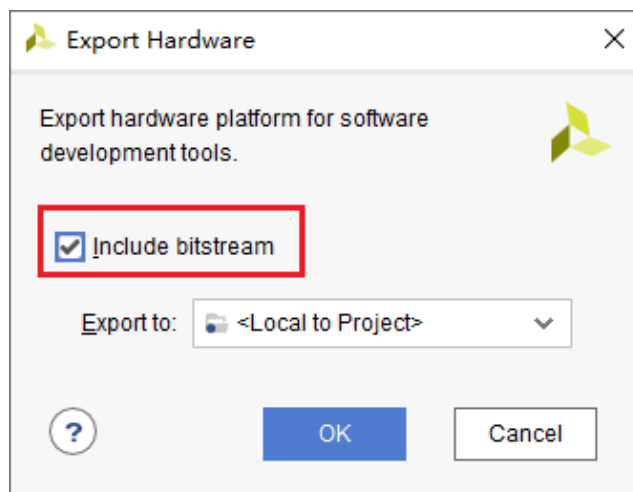 Export Hardware
Export hardware platform for software
development tools.
Include bitstream
Export to: <Local to Project>
?
OK Cancel